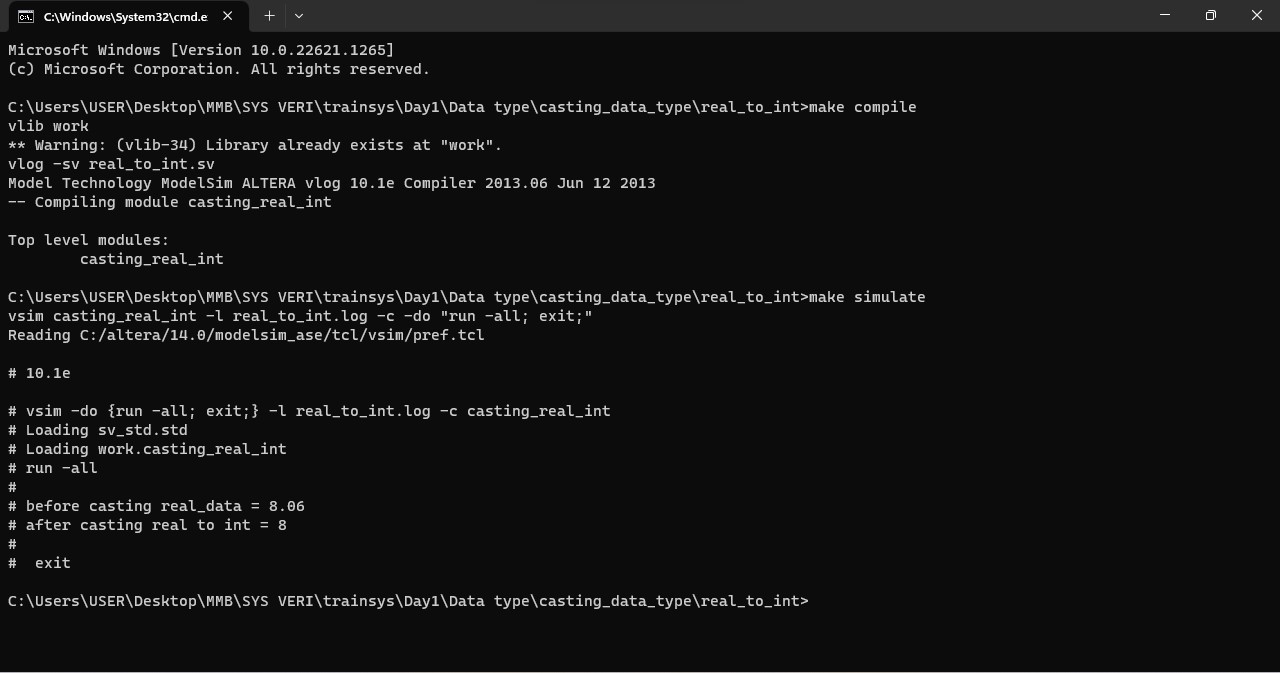 C:\Windows\System32\cmd.e
Microsoft Windows [Version 10.0.22621.1265]
(c) Microsoft Corporation. All rights reserved.
C:\Users\USER\Desktop\MMB\SYS VERI\trainsys\Day1\Data type\casting_data_type\real_to_int>make compile
vlib work
** Warning: (vlib-34) Library already exists at "work".
vlog -sv real_to_int.sv
Model Technology ModelSim ALTERA vlog 10.1e Compiler 2013.06 Jun 12 2013
-- Compiling module casting_real_int
Top level modules:
casting_real_int
C:\Users\USER\Desktop\MMB\SYS VERI\trainsys\Day1\Data type\casting_data_type\real_to_int>make simulate
vsim casting_real_int -l real_to_int.log -c -do "run -all; exit;"
Reading C:/altera/14.0/modelsim_ase/tcl/vsim/pref.tcl
# 10.1e
# vsim -do {run -all; exit;} -l real_to_int.log -c casting_real_int
# Loading sv_std.std
# Loading work.casting_real_int
# run -all
#
# before casting real_data = 8.06
# after casting real to int = 8
#
#  exit
C:\Users\USER\Desktop\MMB\SYS VERI\trainsys\Day1\Data type\casting_data_type\real_to_int>